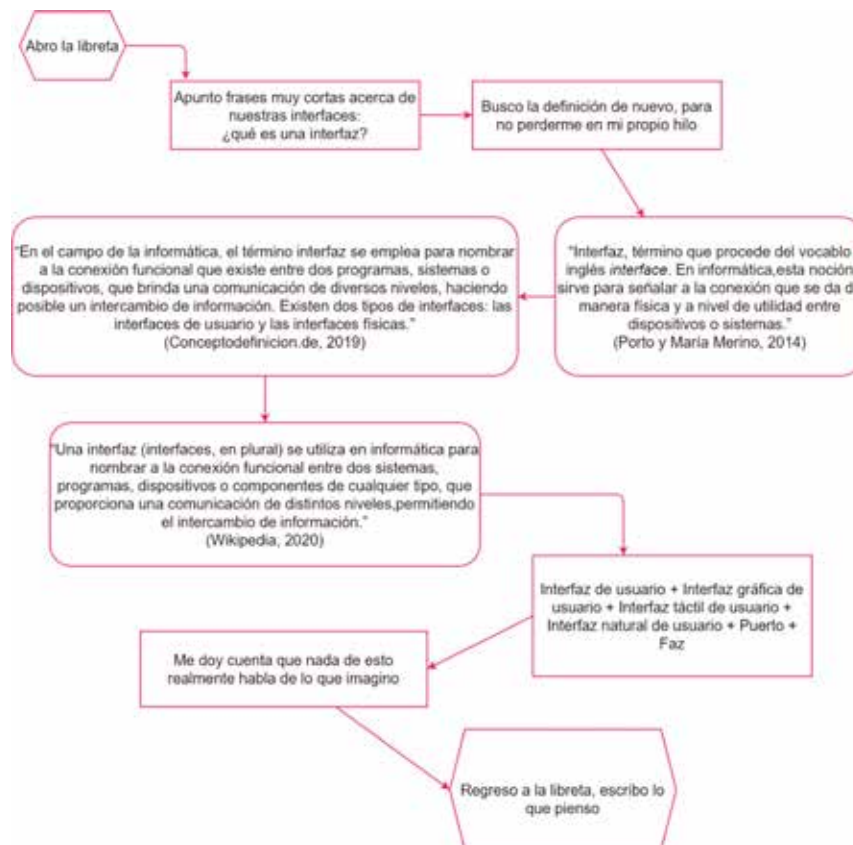 Abro la libreta
Apunto frases muy cortas acerca de
nuestras interfaces:
¿qué es una interfaz?
Busco la definición de nuevo, para
no perderme en mi propio hilo
“Interfaz, término que procede del vocablo
inglés interface. En informática,esta noción
sirve para señalar a la conexión que se da d
manera física y a nivel de utilidad entre
dispositivos o sistemas.”
(Porto y María Merino, 2014)
“En el campo de la informática, el término interfaz se emplea para nombrar
a la conexión funcional que existe entre dos programas, sistemas o
dispositivos, que brinda una comunicación de diversos niveles, haciendo
posible un intercambio de información. Existen dos tipos de interfaces: las
interfaces de usuario y las interfaces físicas.”
(Conceptodefinicion.de, 2019)
“Una interfaz (interfaces, en plural) se utiliza en informática para
nombrar a la conexión funcional entre dos sistemas,
programas, dispositivos o componentes de cualquier tipo, que
proporciona una comunicación de distintos niveles,permitiendo
el intercambio de información.”
(Wikipedia, 2020)
Interfaz de usuario + Interfaz gráfica de
usuario + Interfaz táctil de usuario +
Interfaz natural de usuario + Puerto +
Faz
Me doy cuenta que nada de esto
realmente habla de lo que imagino
Regreso a la libreta, escribo lo
que pienso